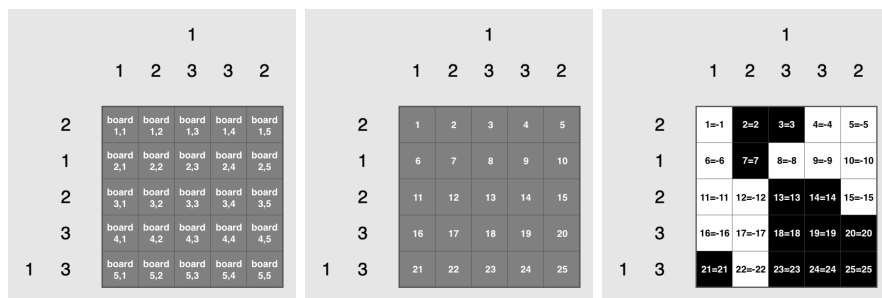 1
1 2 3 3 2
2 board 1,1 board 1,2 board 1,3 board 1,4 board 1,5
1 board 2,1 board 2,2 board 2,3 board 2,4 board 2,5
2 board 3,1 board 3,2 board 3,3 board 3,4 board 3,5
3 board 4,1 board 4,2 board 4,3 board 4,4 board 4,5
1 3 board 5,1 board 5,2 board 5,3 board 5,4 board 5,5
1
1 2 3 3 2
2 1 2 3 4 5
1 6 7 8 9 10
2 11 12 13 14 15
3 16 17 18 19 20
1 3 21 22 23 24 25
1
1 2 3 3 2
2 1=-1 2=2 3=3 4=-4 5=-5
1 6=-6 7=7 8=-8 9=-9 10=-10
2 11=-11 12=-12 13=13 14=14 15=-15
3 16=-16 17=-17 18=18 19=19 20=20
1 3 21=21 22=-22 23=23 24=24 25=25